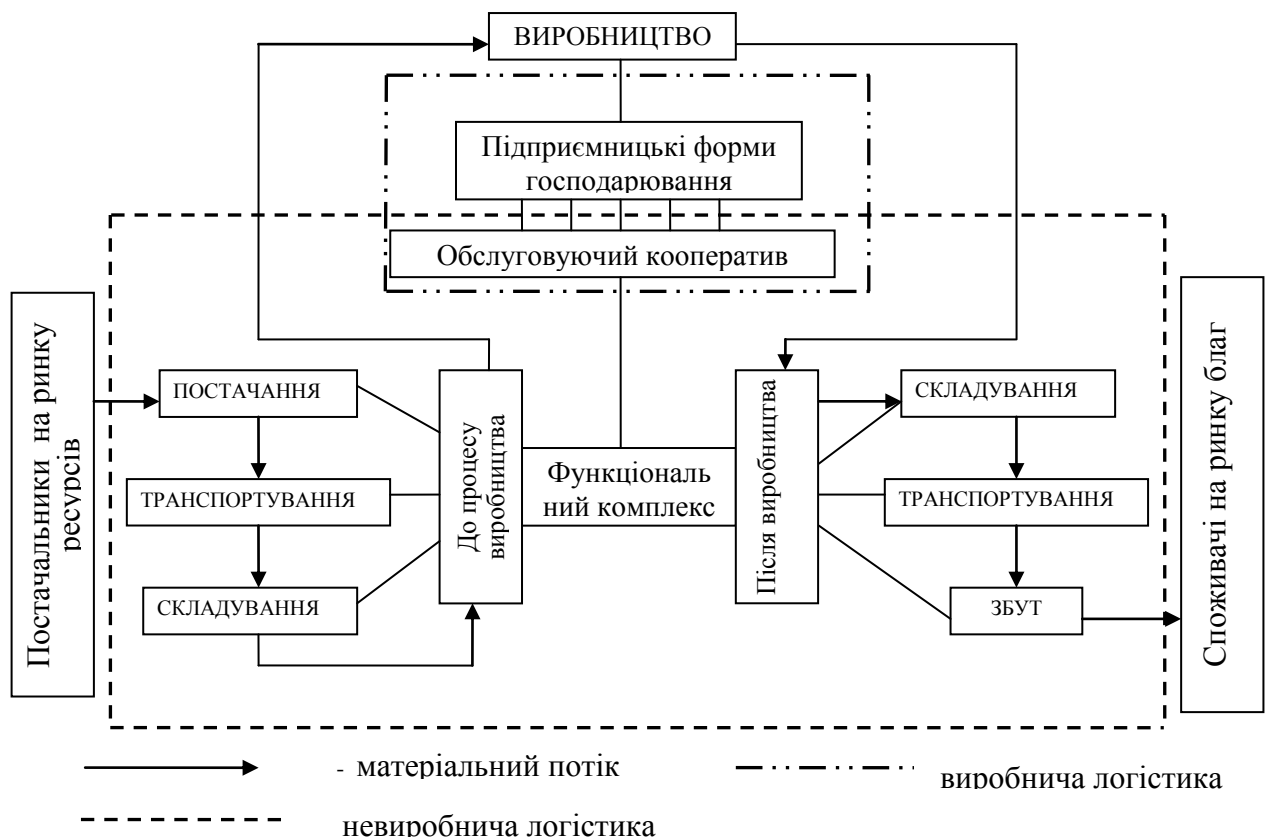 ВИРОБНИЦТВО
Підприємницькі форми
господарювання
Обслуговуючий кооператив
Постачальники на ринку
ресурсів
ПОСТАЧАННЯ
ТРАНСПОРТУВАННЯ
СКЛАДУВАННЯ
До процесу
виробництва
Функціональ
ний комплекс
Після виробництва
СКЛАДУВАННЯ
ТРАНСПОРТУВАННЯ
ЗБУТ
Споживачі на ринку благ
- матеріальний потік
виробнича логістика
невиробнича логістика